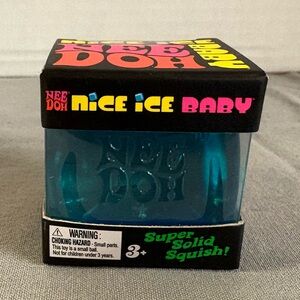 NEE
DOH
NEE
DOH
NICE ICE BABY
NEE
DOH
WARNING:
CHOKING HAZARD - Small parts.
This toy is a small ball.
Not for children under 3 years.
3+
Super
Solid
Squish!